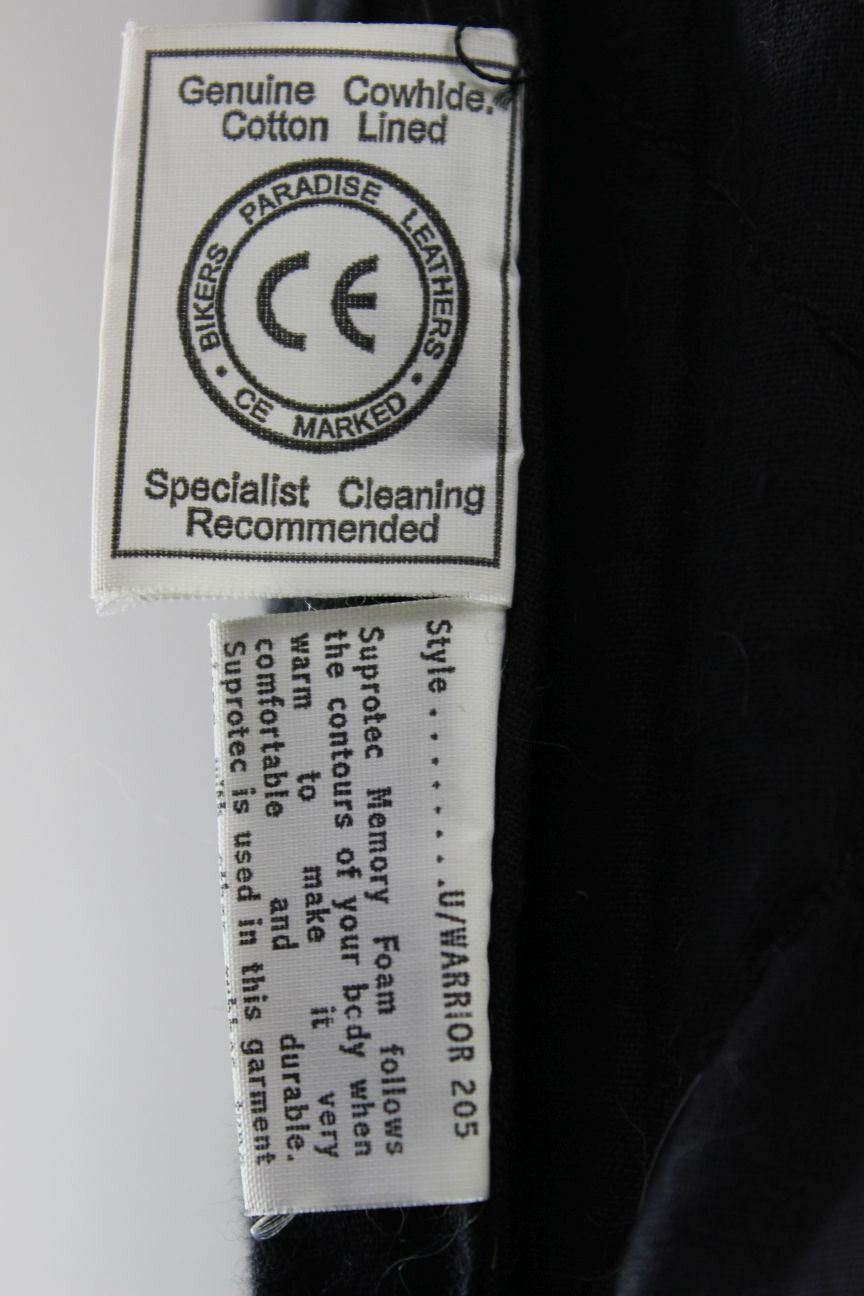 Genuine Cowhide.
Cotton Lined
BIKERS PARADISE LEATHERS
CE
• CE MARKED •
Specialist Cleaning
Recommended
Style.........U/WARRIOR 205
Suprotec Memory Foam follows
the contours of your body when
warm to make it very
comfortable and durable.
Suprotec is used in this garment